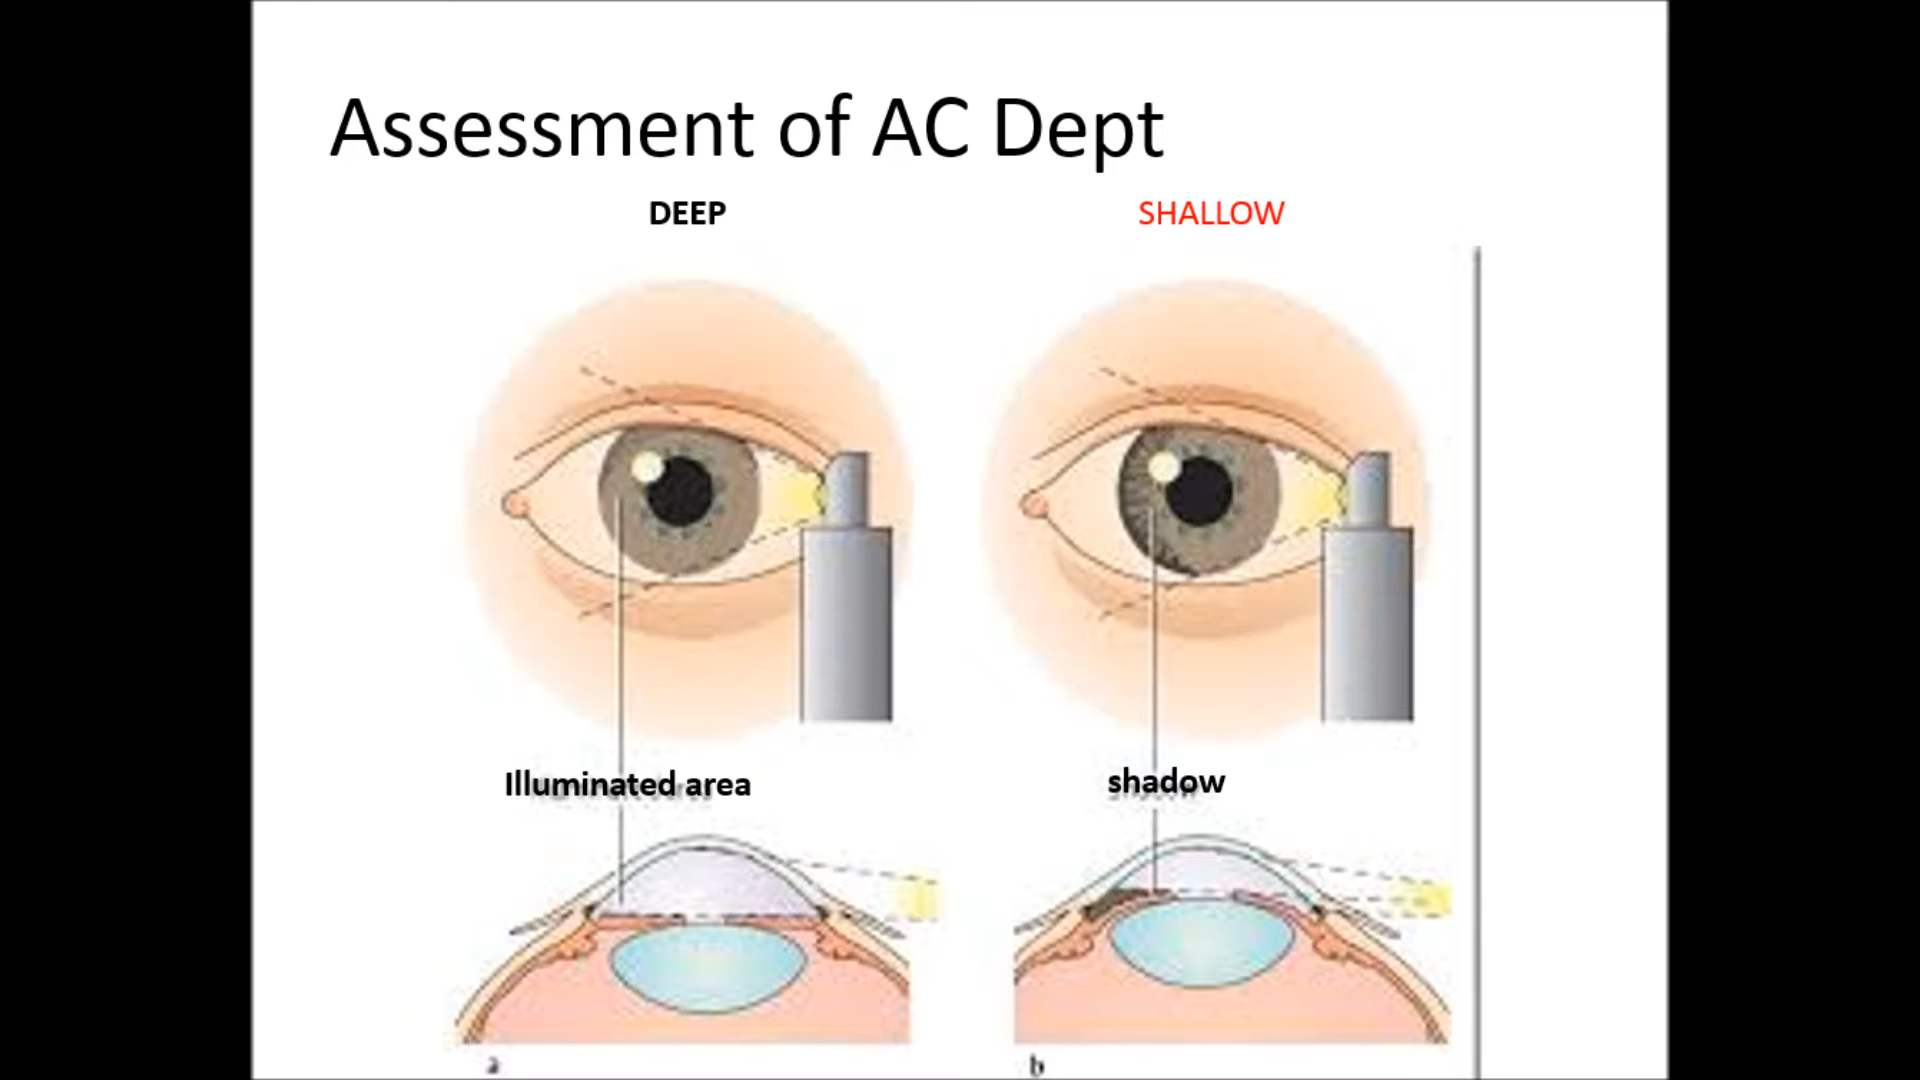 Assessment of AC Dept
DEEP
SHALLOW
Illuminated area
shadow
a
b